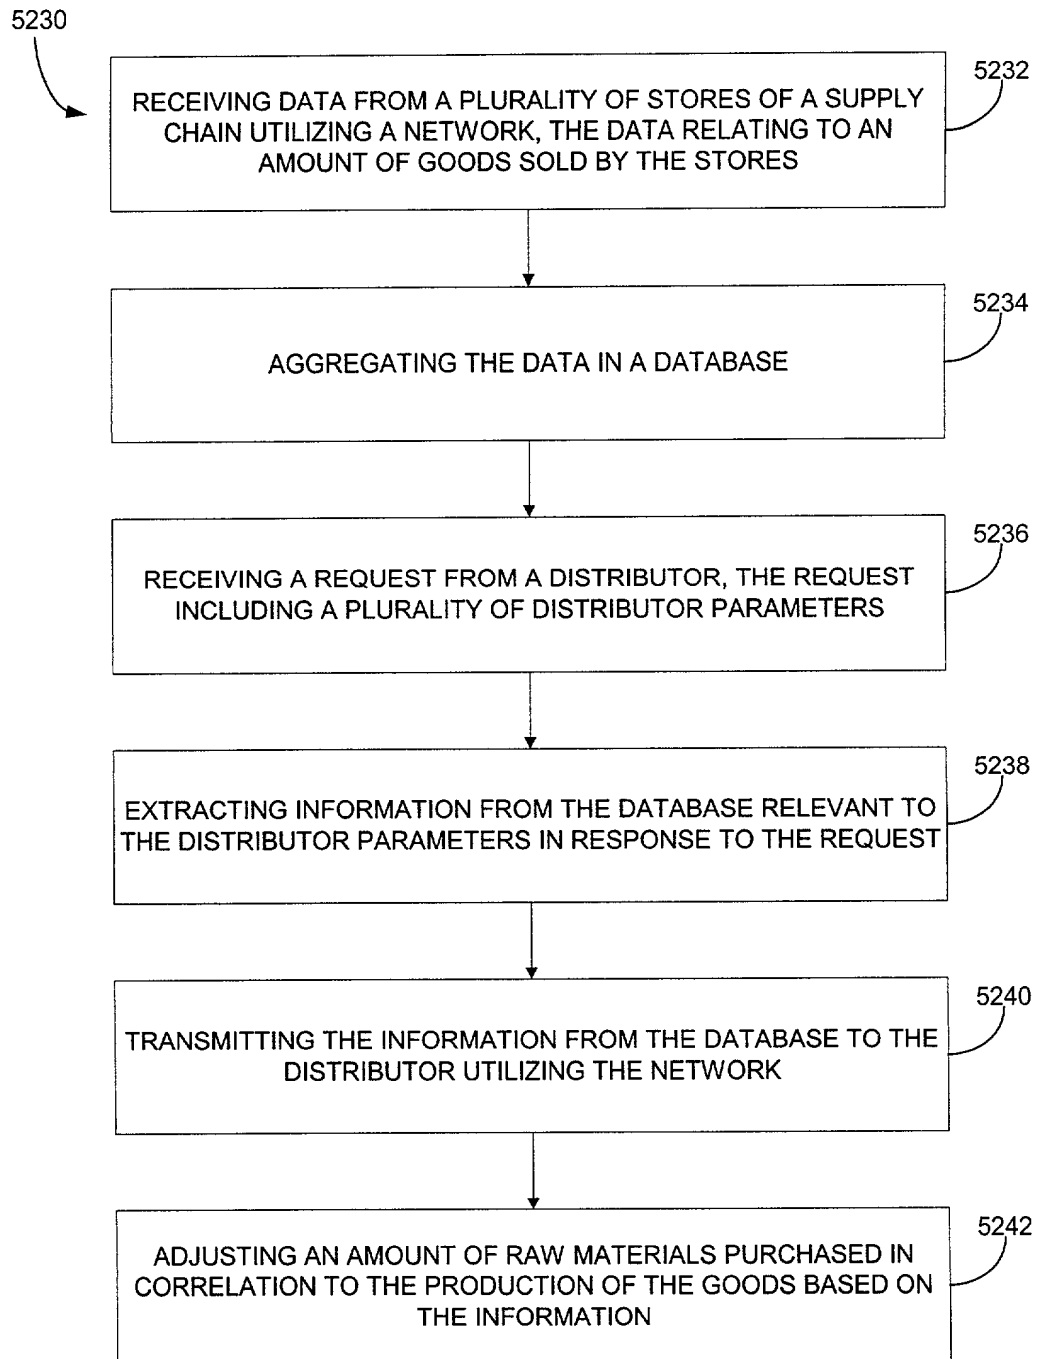 5230
5232
RECEIVING DATA FROM A PLURALITY OF STORES OF A SUPPLY
CHAIN UTILIZING A NETWORK, THE DATA RELATING TO AN
AMOUNT OF GOODS SOLD BY THE STORES
5234
AGGREGATING THE DATA IN A DATABASE
5236
RECEIVING A REQUEST FROM A DISTRIBUTOR, THE REQUEST
INCLUDING A PLURALITY OF DISTRIBUTOR PARAMETERS
5238
EXTRACTING INFORMATION FROM THE DATABASE RELEVANT TO
THE DISTRIBUTOR PARAMETERS IN RESPONSE TO THE REQUEST
5240
TRANSMITTING THE INFORMATION FROM THE DATABASE TO THE
DISTRIBUTOR UTILIZING THE NETWORK
5242
ADJUSTING AN AMOUNT OF RAW MATERIALS PURCHASED IN
CORRELATION TO THE PRODUCTION OF THE GOODS BASED ON
THE INFORMATION